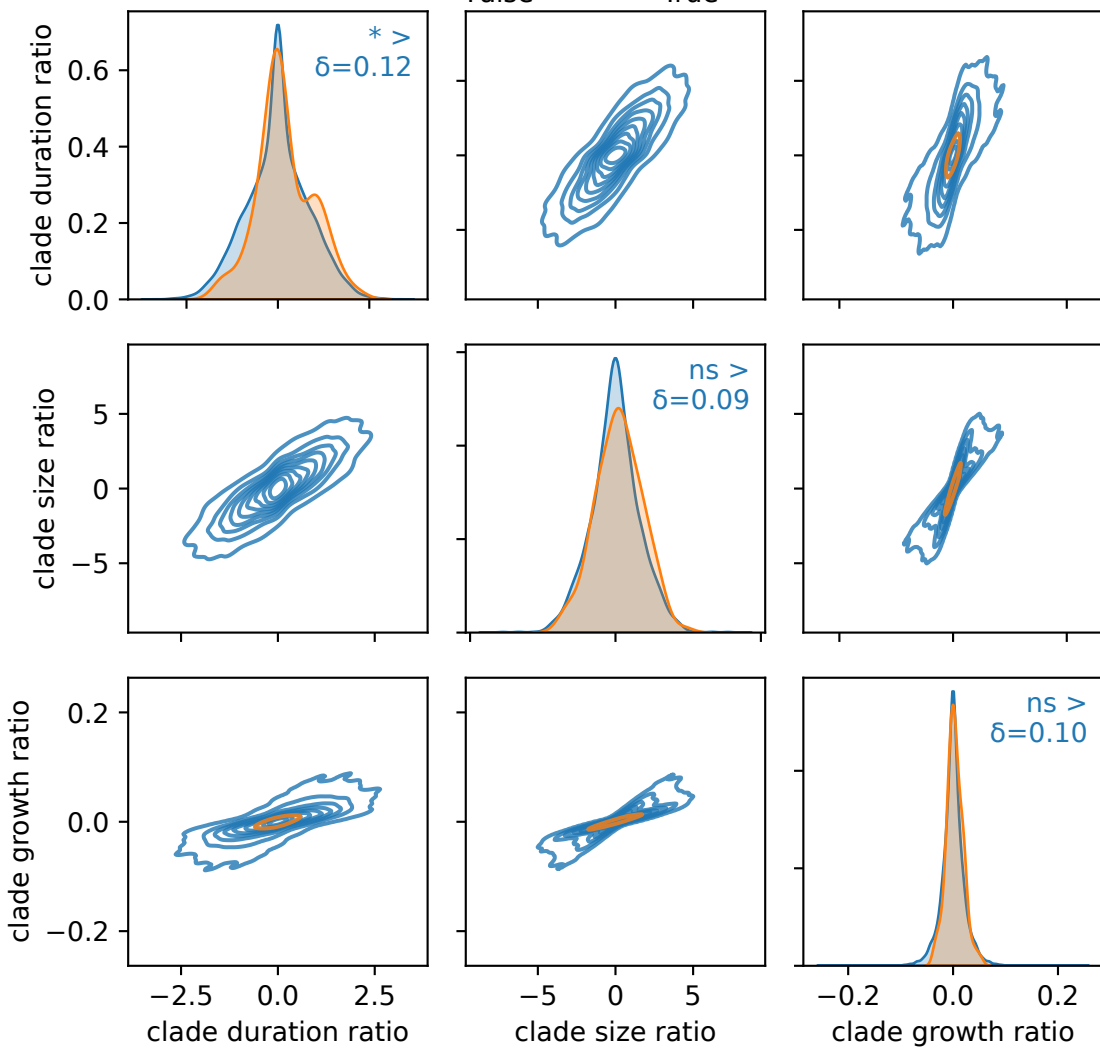 clade duration ratio
0.6
0.4
0.2
0.0
* >
δ=0.12
clade size ratio
5
0
−5
ns >
δ=0.09
clade growth ratio
0.2
0.0
−0.2
ns >
δ=0.10
−2.5 0.0 2.5
−5 0 5
−0.2 0.0 0.2
clade duration ratio
clade size ratio
clade growth ratio